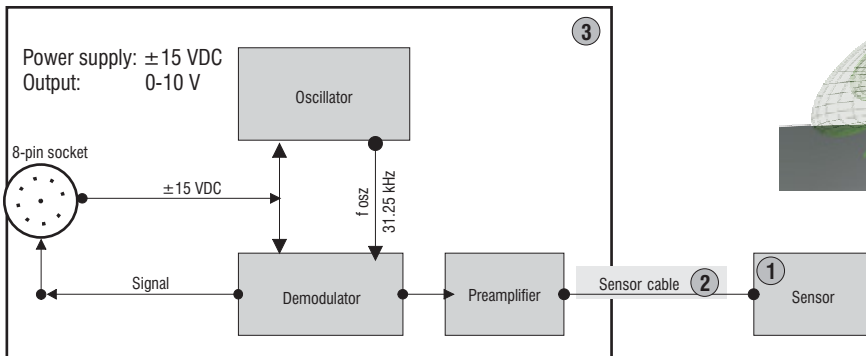 Power supply: ±15 VDC
Output: 0-10 V
3
Oscillator
8-pin socket
±15 VDC
f osz
31.25 kHz
Signal
Demodulator
Preamplifier
Sensor cable 2
1
Sensor